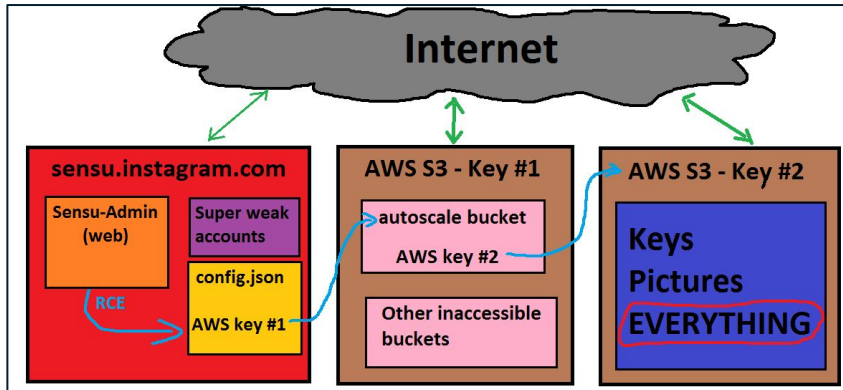 Internet
sensu.instagram.com
Sensu-Admin
(web)
Super weak
accounts
RCE
config.json
AWS key #1
AWS S3 - Key #1
autoscale bucket
AWS key #2
Other inaccessible
buckets
AWS S3 - Key #2
Keys
Pictures
EVERYTHING